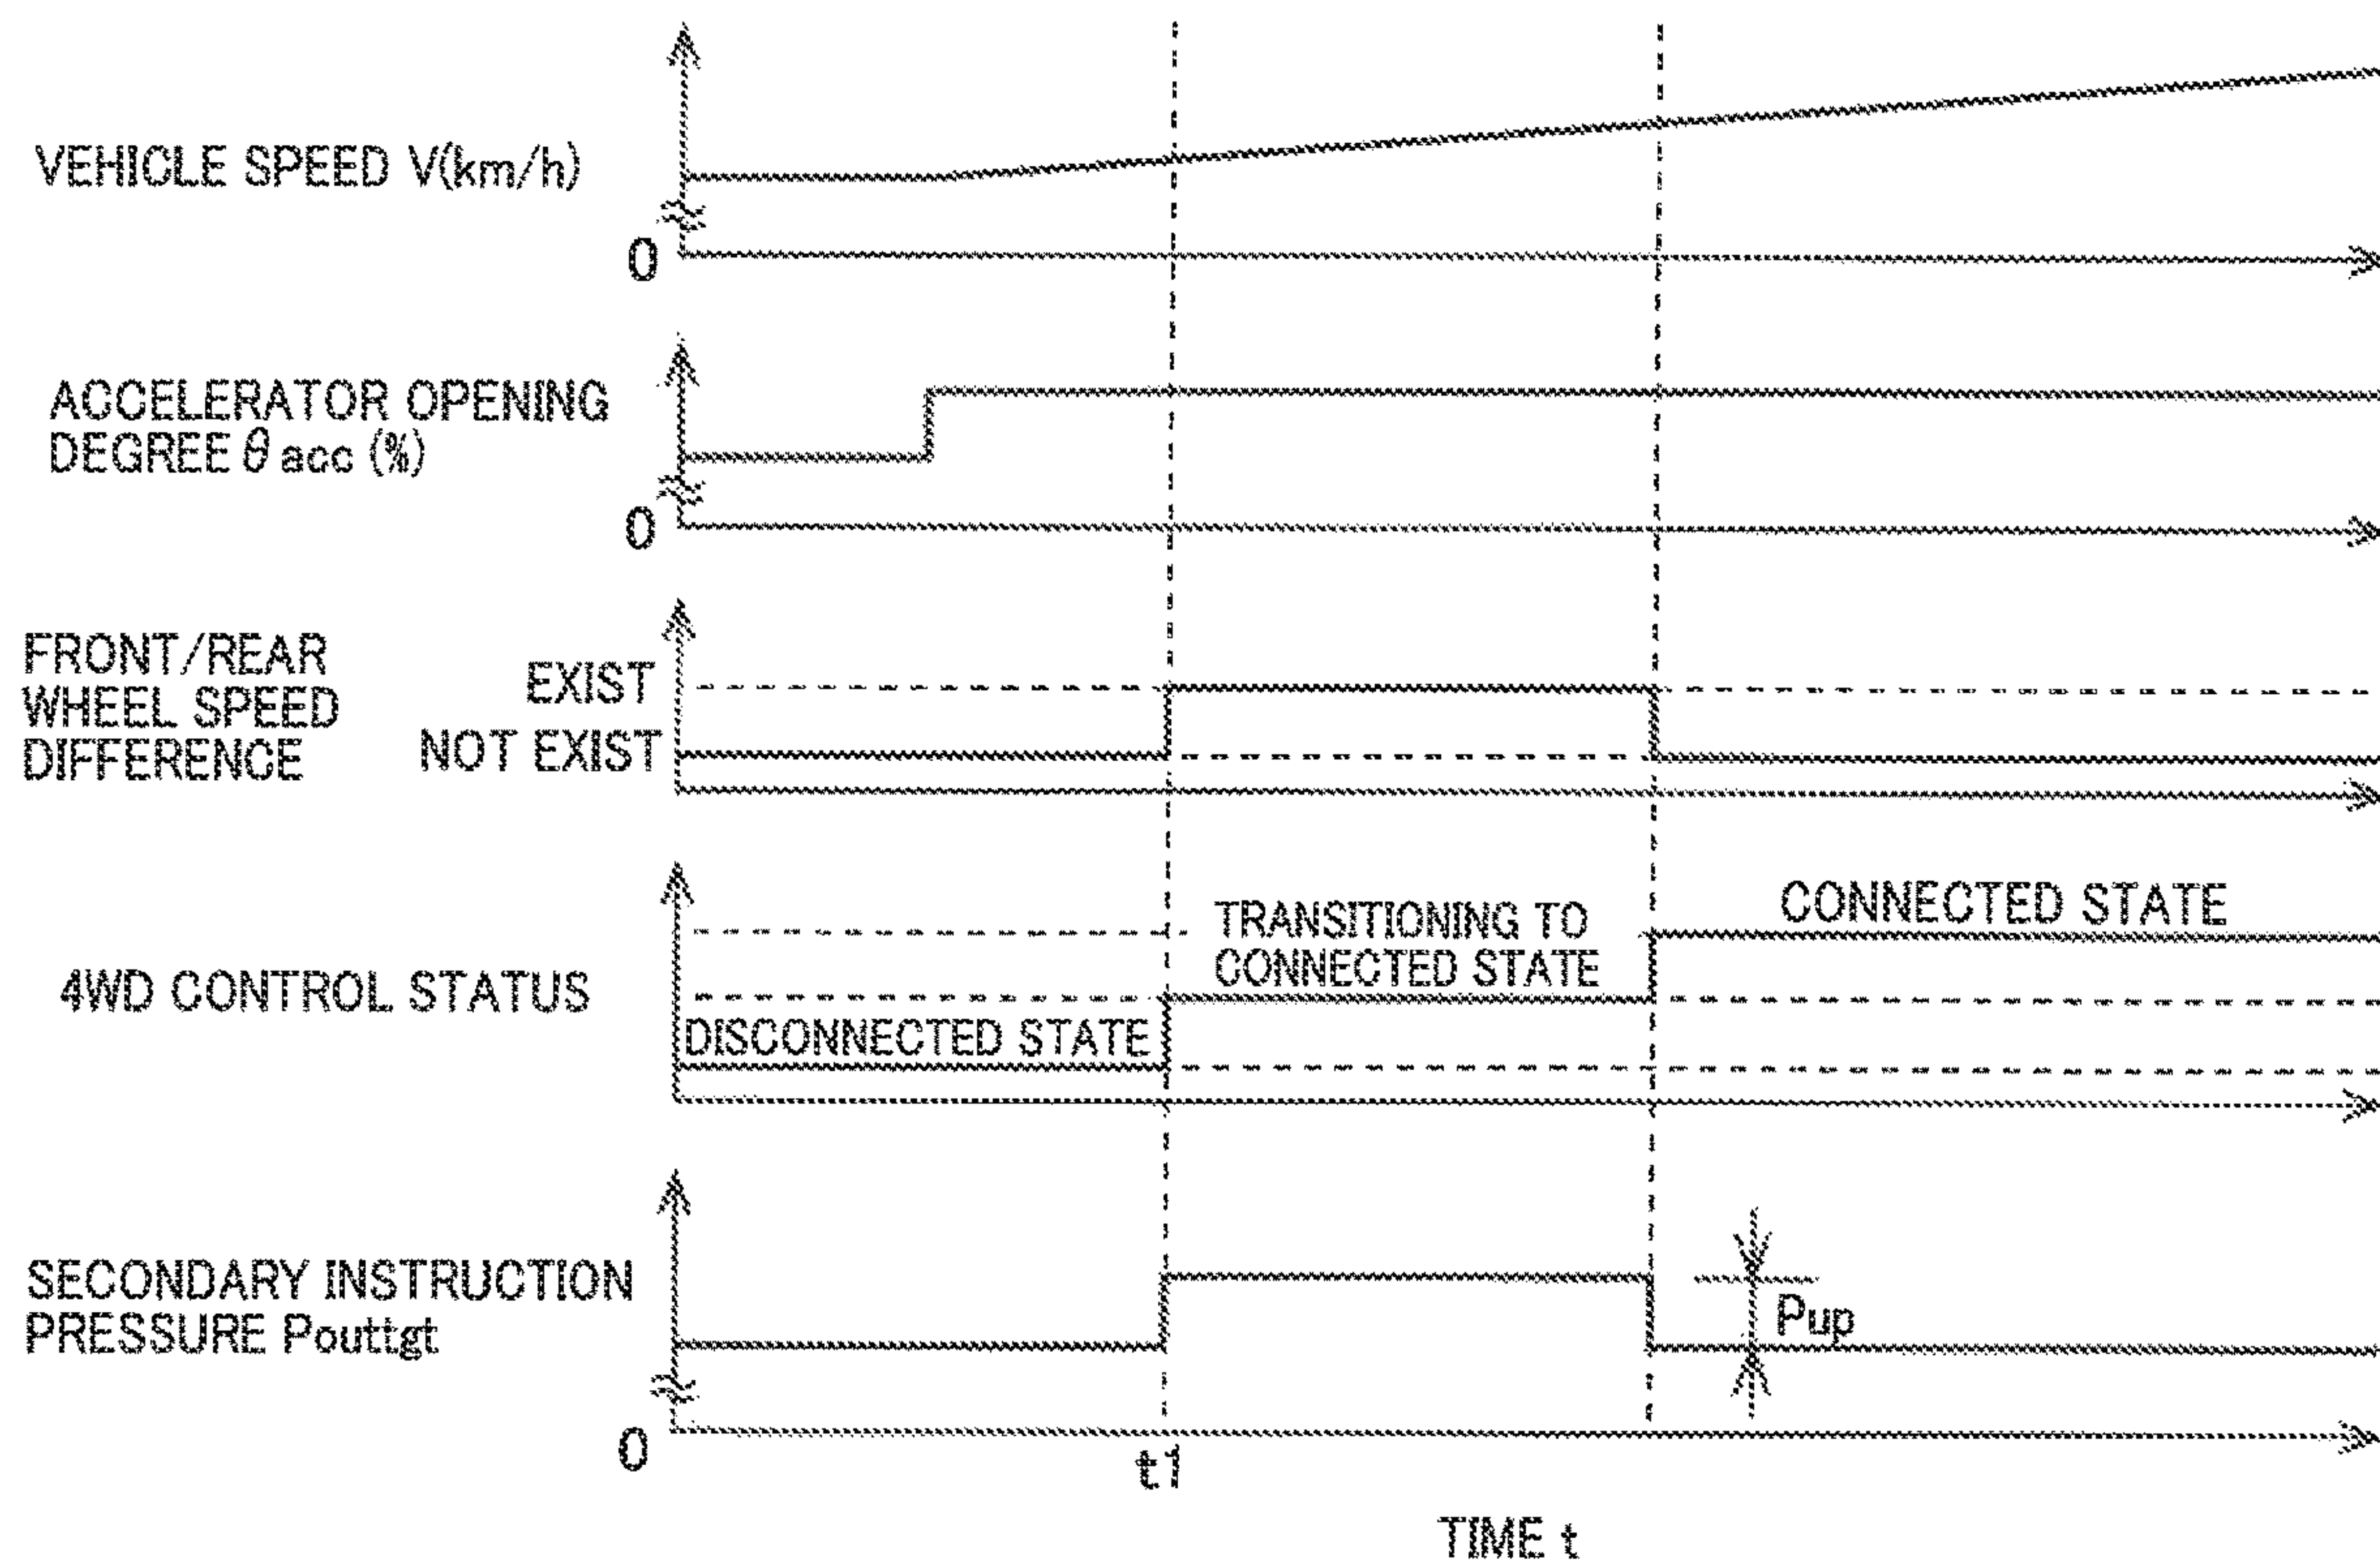 VEHICLE SPEED V(km/h)
0
ACCELERATOR OPENING
DEGREE θ acc (%)
0
FRONT/REAR
WHEEL SPEED
DIFFERENCE
EXIST
NOT EXIST
4WD CONTROL STATUS
DISCONNECTED STATE
TRANSITIONING TO
CONNECTED STATE
CONNECTED STATE
SECONDARY INSTRUCTION
PRESSURE Pouttgt
Pup
0
t1
TIME t